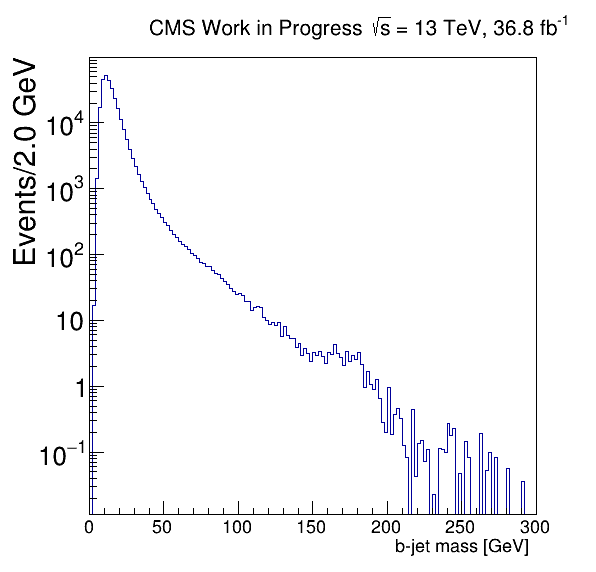 CMS Work in Progress √s = 13 TeV, 36.8 fb⁻¹
Events/2.0 GeV
10⁴
10³
10²
10
1
10⁻¹
0 50 100 150 200 250 300
b-jet mass [GeV]